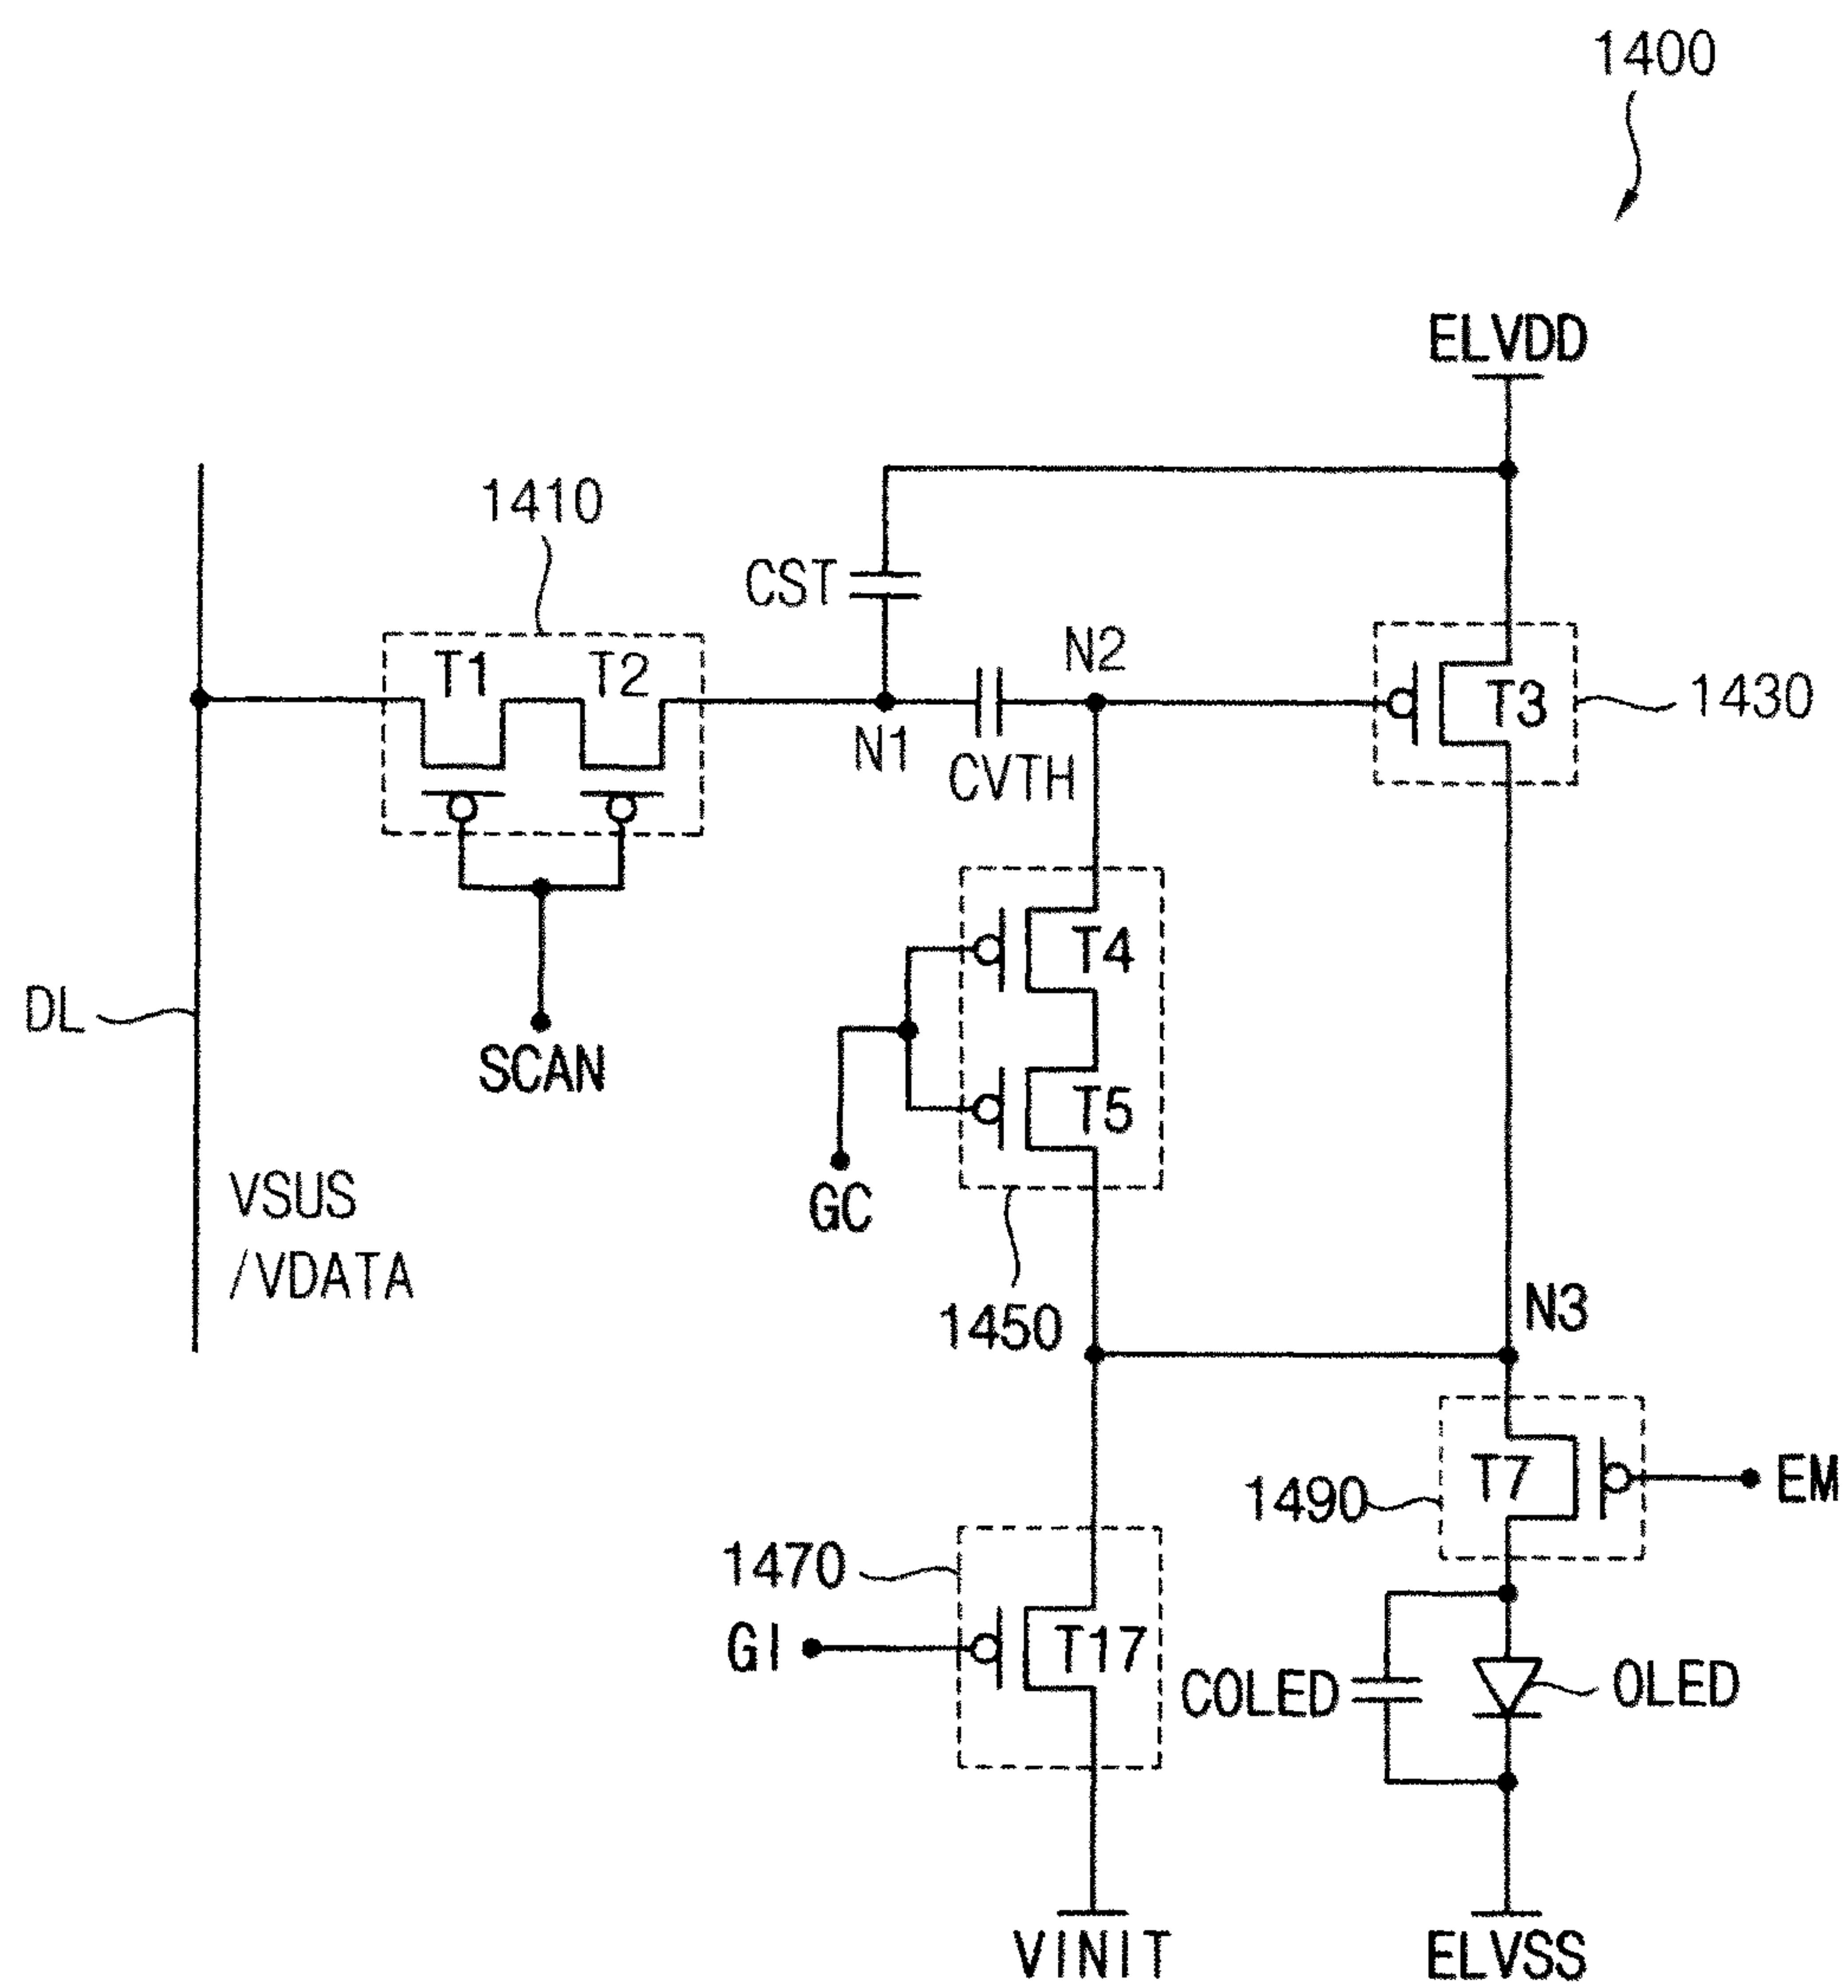 1400
ELVDD
1410
CST
T1
T2
N2
T3
1430
N1
CVTH
T4
DL
SCAN
T5
GC
VSUS
/VDATA
1450
N3
T7
EM
1490
1470
GI
T17
COLED
OLED
VINIT
ELVSS